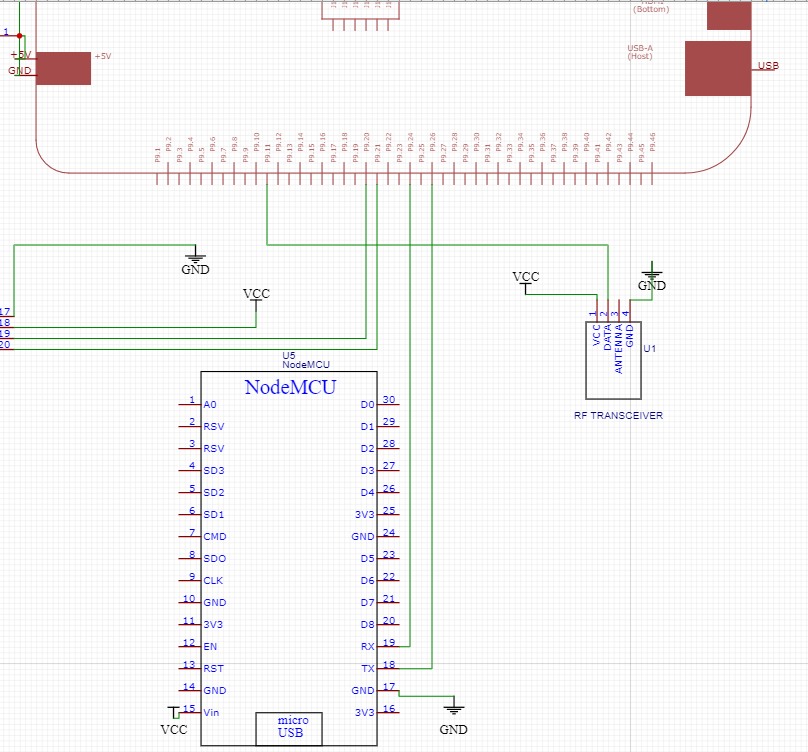 HDMI
(Bottom)
1
+5V
+5V
GND
USB-A
(Host)
USB
P9.1
P9.2
P9.3
P9.4
P9.5
P9.6
P9.7
P9.8
P9.9
P9.10
P9.11
P9.12
P9.13
P9.14
P9.15
P9.16
P9.17
P9.18
P9.19
P9.20
P9.21
P9.22
P9.23
P9.24
P9.25
P9.26
P9.27
P9.28
P9.29
P9.30
P9.31
P9.32
P9.33
P9.34
P9.35
P9.36
P9.37
P9.38
P9.39
P9.40
P9.41
P9.42
P9.43
P9.44
P9.45
P9.46
GND
VCC
VCC
GND
17
18
19
20
1
2
3
4
VCC
DATA
ANTENNA
GND
U1
RF TRANSCEIVER
U5
NodeMCU
NodeMCU
1 A0 D0 30
2 RSV D1 29
3 RSV D2 28
4 SD3 D3 27
5 SD2 D4 26
6 SD1 3V3 25
7 CMD GND 24
8 SDO D5 23
9 CLK D6 22
10 GND D7 21
11 3V3 D8 20
12 EN RX 19
13 RST TX 18
14 GND GND 17
15 Vin 3V3 16
micro
USB
VCC
GND